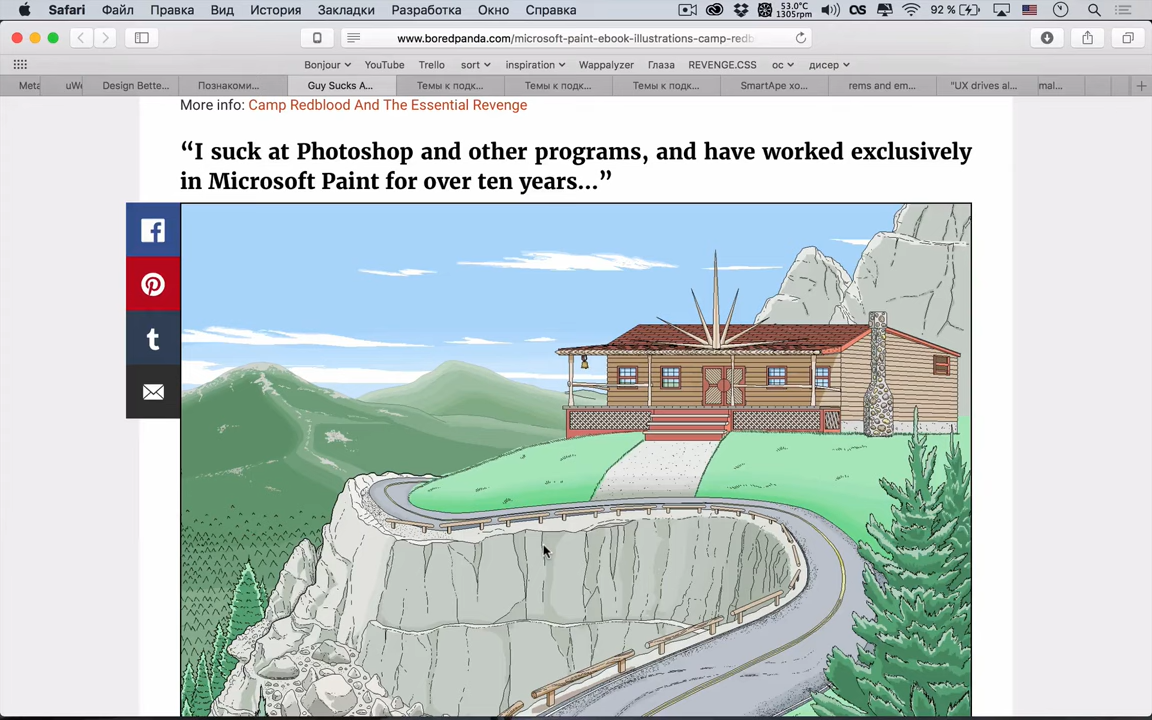 Safari Файл Правка Вид История Закладки Разработка Окно Справка 53.0°C 1305rpm 92 %
www.boredpanda.com/microsoft-paint-ebook-illustrations-camp-redb
Bonjour YouTube Trello sort inspiration Wappalyzer Глаза REVENGE.CSS ос дисер
Meta uWe Design Bette... Познакоми... Guy Sucks A... Темы к подк... Темы к подк... Темы к подк... SmartApe хо... rems and em... "UX drives al... mal...
More info: Camp Redblood And The Essential Revenge
“I suck at Photoshop and other programs, and have worked exclusively
in Microsoft Paint for over ten years...”